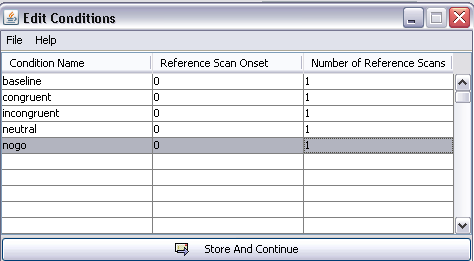 Edit Conditions
File Help
Condition Name Reference Scan Onset Number of Reference Scans
baseline 0 1
congruent 0 1
incongruent 0 1
neutral 0 1
nogo 0 1
Store And Continue